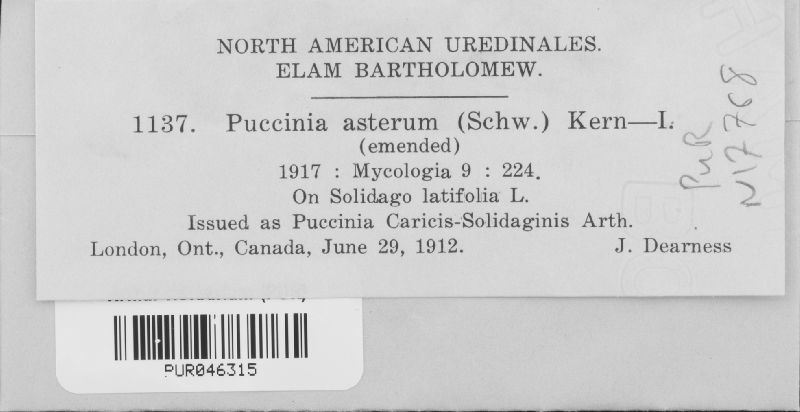 NORTH AMERICAN UREDINALES.
ELAM BARTHOLOMEW.
1137. Puccinia asterum (Schw.) Kern—I.
(emended)
1917 : Mycologia 9 : 224.
On Solidago latifolia L.
Issued as Puccinia Caricis-Solidaginis Arth.
London, Ont., Canada, June 29, 1912. J. Dearness
PUR
N17768
PUR046315